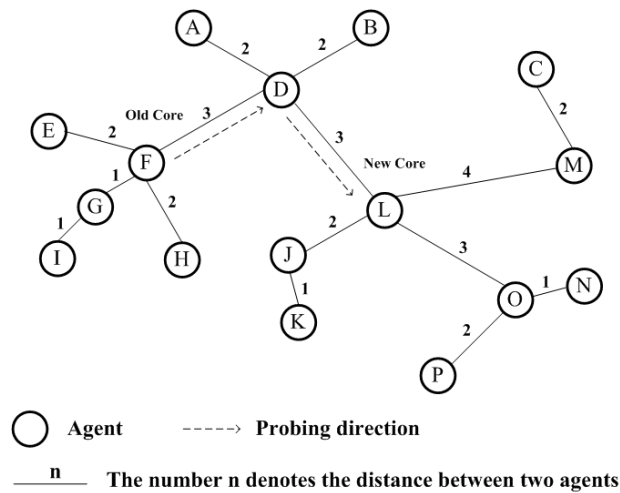 A
B
2
2
C
D
Old Core
3
2
E
2
3
F
New Core
M
1
4
G
2
L
1
2
3
I
H
J
1
N
1
O
K
2
P
Agent
Probing direction
n
The number n denotes the distance between two agents